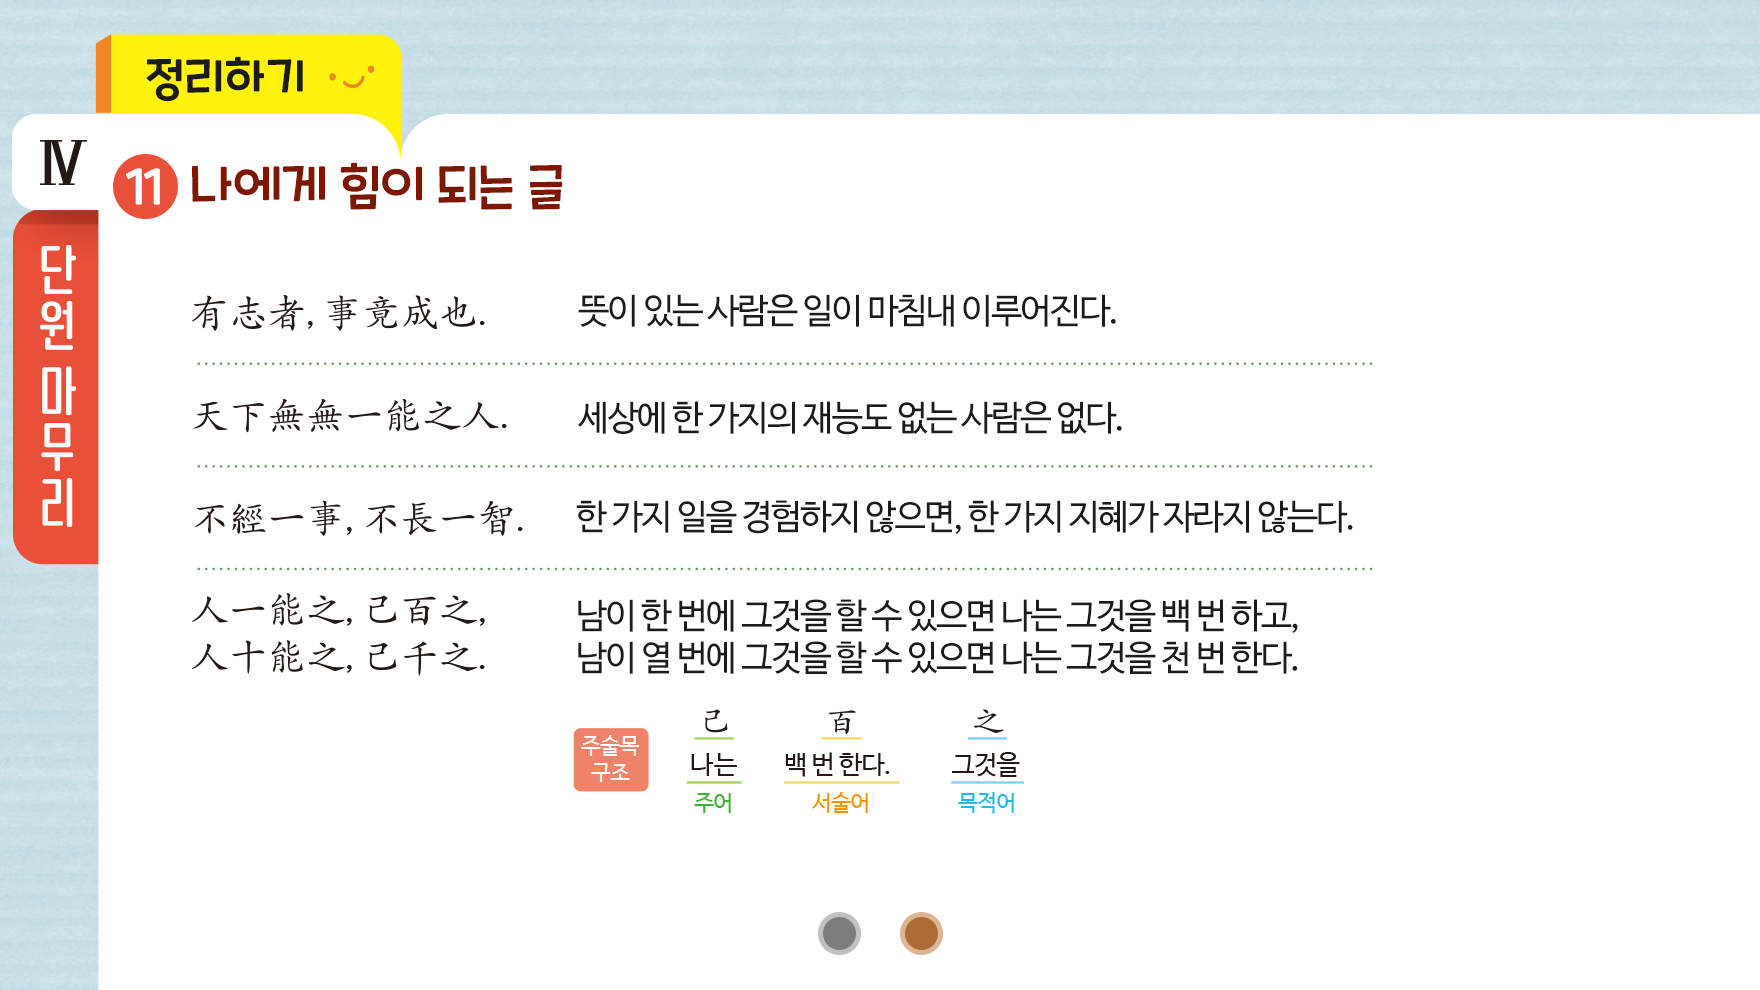 정리하기
Ⅳ
단원 마무리
11 나에게 힘이 되는 글
有志者, 事竟成也. 뜻이 있는 사람은 일이 마침내 이루어진다.
天下無無一能之人. 세상에 한 가지의 재능도 없는 사람은 없다.
不經一事, 不長一智. 한 가지 일을 경험하지 않으면, 한 가지 지혜가 자라지 않는다.
人一能之, 己百之, 남이 한 번에 그것을 할 수 있으면 나는 그것을 백 번 하고,
人十能之, 己千之. 남이 열 번에 그것을 할 수 있으면 나는 그것을 천 번 한다.
주술목
구조
己 百 之
나는 백 번 한다. 그것을
주어 서술어 목적어